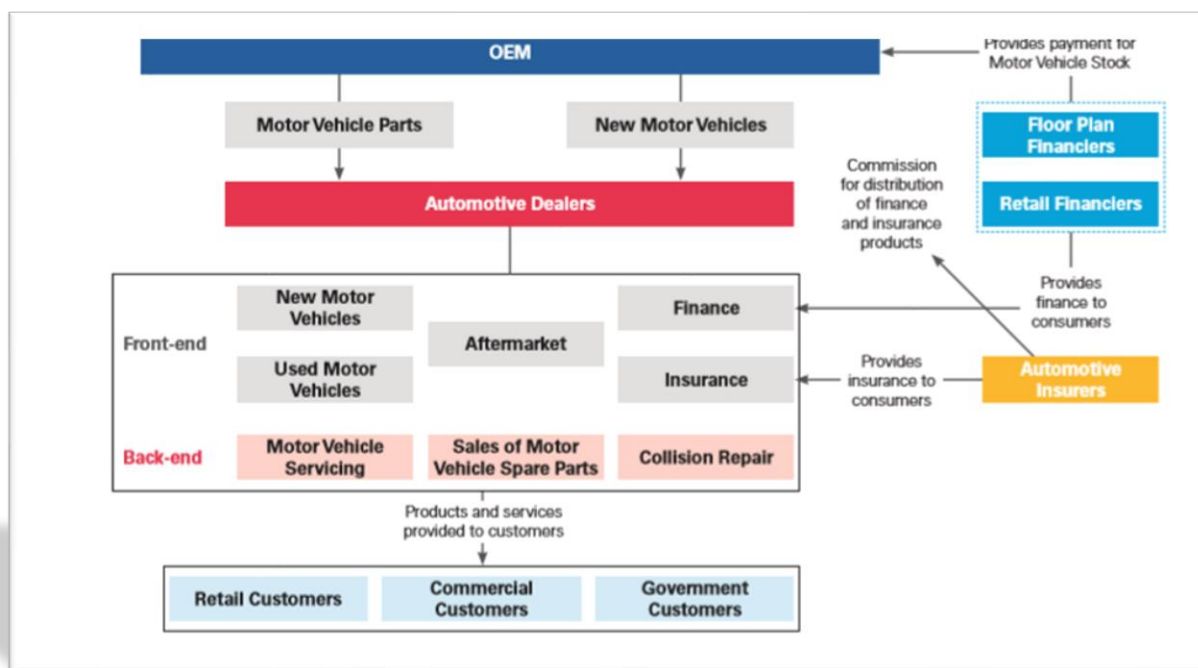 OEM
Provides payment for
Motor Vehicle Stock
Motor Vehicle Parts
New Motor Vehicles
Floor Plan
Financiers
Retail Financiers
Commission
for distribution
of finance
and insurance
products
Automotive Dealers
Front-end
New Motor
Vehicles
Used Motor
Vehicles
Aftermarket
Finance
Insurance
Provides
finance to
consumers
Provides
insurance to
consumers
Automotive
Insurers
Back-end
Motor Vehicle
Servicing
Sales of Motor
Vehicle Spare Parts
Collision Repair
Products and services
provided to customers
Retail Customers
Commercial
Customers
Government
Customers